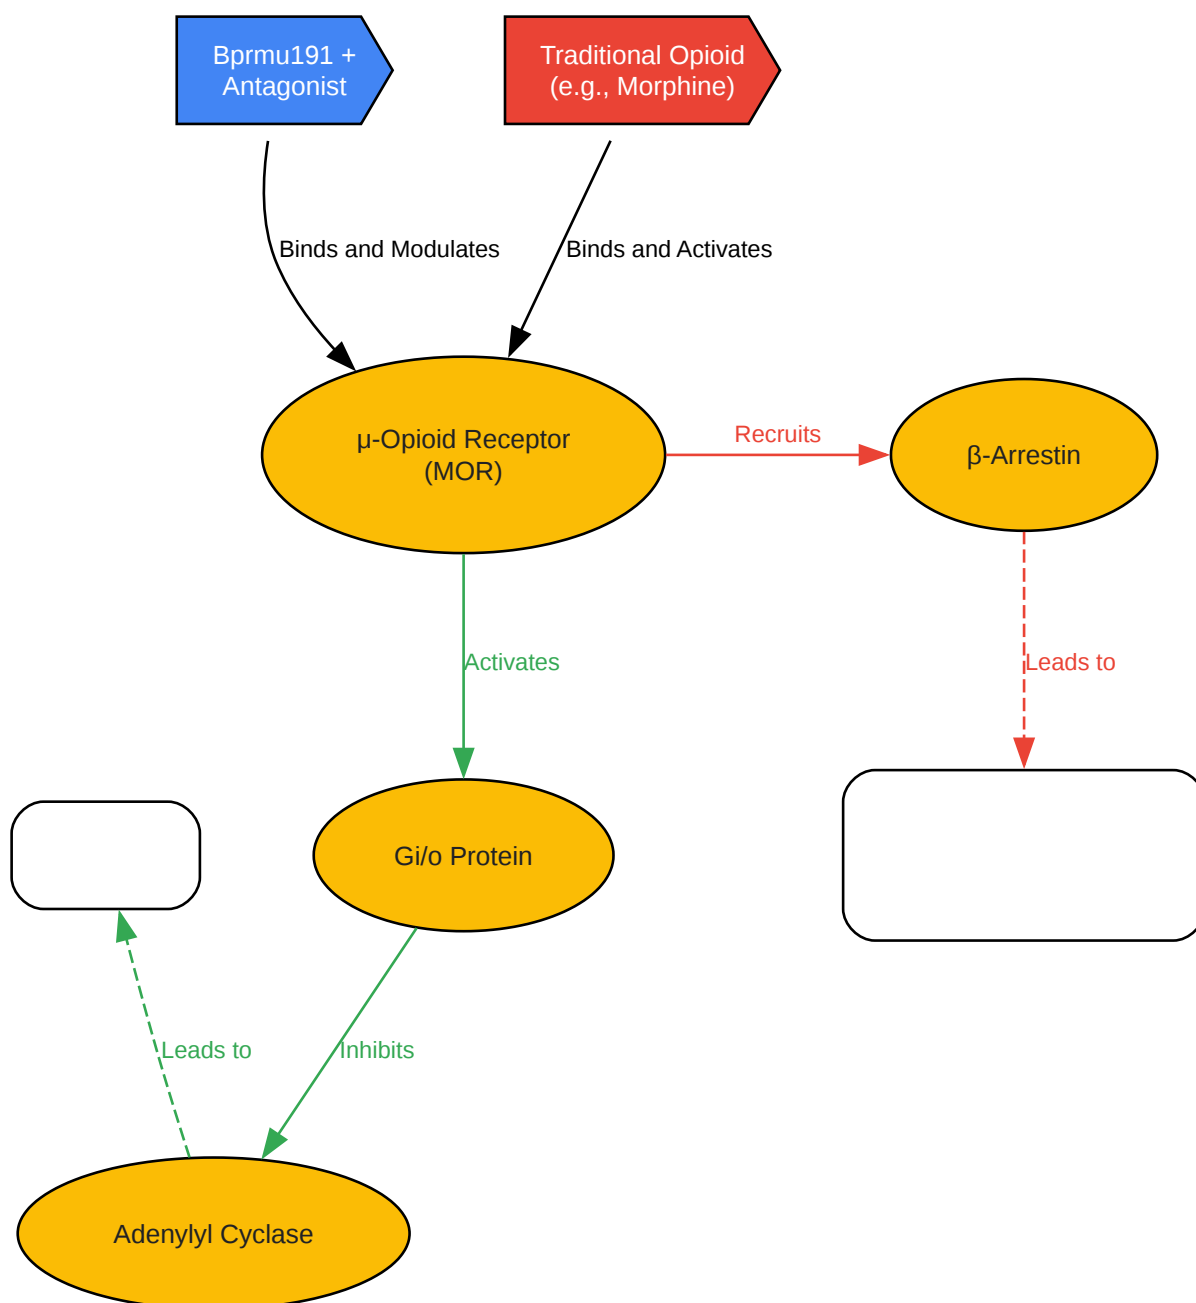 Bprmu191 +
Antagonist
Traditional Opioid
(e.g., Morphine)
Binds and Modulates
Binds and Activates
μ-Opioid Receptor
(MOR)
Recruits
β-Arrestin
Activates
Leads to
Gi/o Protein
Leads to
Inhibits
Adenylyl Cyclase